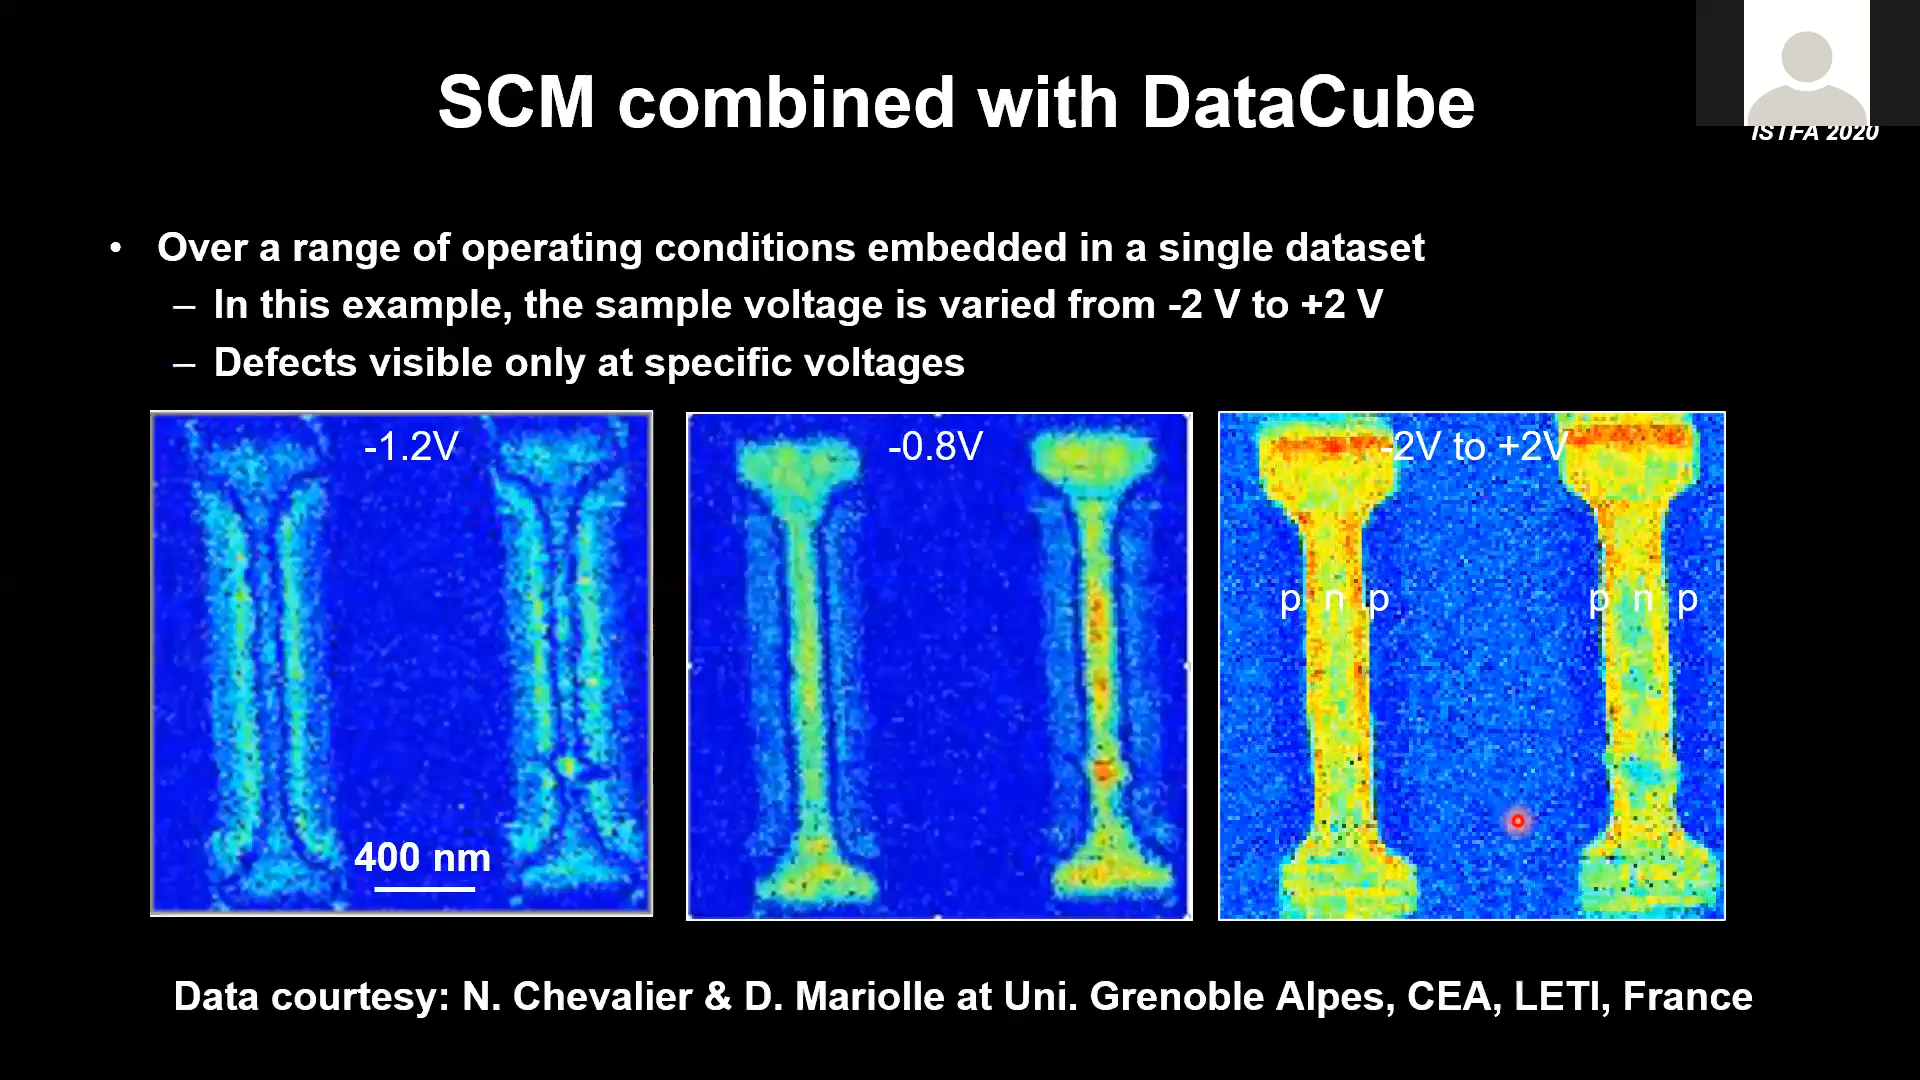 SCM combined with DataCube
ISTFA 2020
• Over a range of operating conditions embedded in a single dataset
– In this example, the sample voltage is varied from -2 V to +2 V
– Defects visible only at specific voltages
-1.2V
-0.8V
-2V to +2V
p n p
p n p
400 nm
Data courtesy: N. Chevalier & D. Mariolle at Uni. Grenoble Alpes, CEA, LETI, France